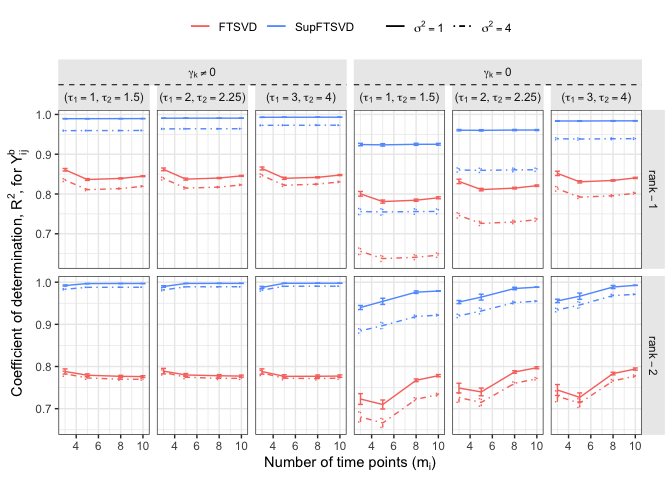 FTSVD SupFTSVD σ² = 1 σ² = 4
γₖ ≠ 0 γₖ = 0
(τ₁ = 1, τ₂ = 1.5) (τ₁ = 2, τ₂ = 2.25) (τ₁ = 3, τ₂ = 4) (τ₁ = 1, τ₂ = 1.5) (τ₁ = 2, τ₂ = 2.25) (τ₁ = 3, τ₂ = 4)
Coefficient of determination, R², for Yᵇᵢⱼ
1.0
0.9
0.8
0.7
rank − 1
1.0
0.9
0.8
0.7
rank − 2
4 6 8 10 4 6 8 10 4 6 8 10 4 6 8 10 4 6 8 10 4 6 8 10
Number of time points (mᵢ)